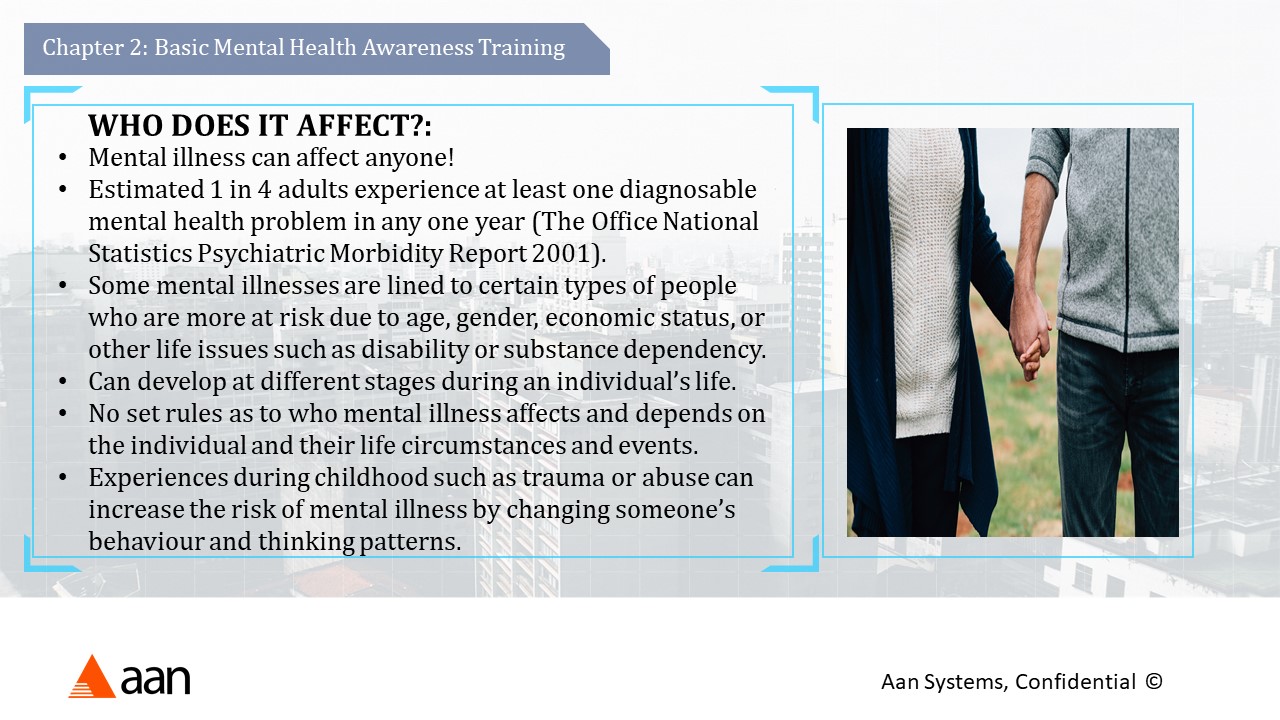 Chapter 2: Basic Mental Health Awareness Training
WHO DOES IT AFFECT?:
• Mental illness can affect anyone!
• Estimated 1 in 4 adults experience at least one diagnosable
mental health problem in any one year (The Office National
Statistics Psychiatric Morbidity Report 2001).
• Some mental illnesses are lined to certain types of people
who are more at risk due to age, gender, economic status, or
other life issues such as disability or substance dependency.
• Can develop at different stages during an individual’s life.
• No set rules as to who mental illness affects and depends on
the individual and their life circumstances and events.
• Experiences during childhood such as trauma or abuse can
increase the risk of mental illness by changing someone’s
behaviour and thinking patterns.
aan
Aan Systems, Confidential ©